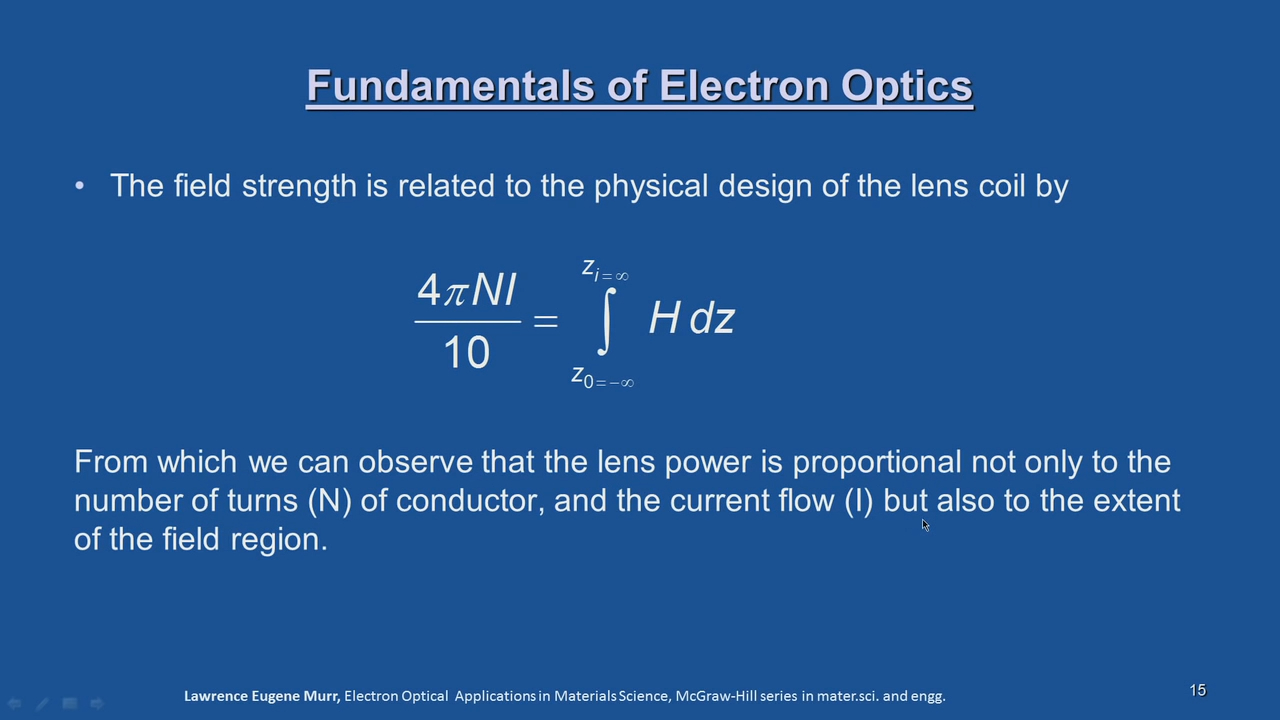 Fundamentals of Electron Optics
• The field strength is related to the physical design of the lens coil by
4πNI / 10 = ∫_{z_{0=-∞}}^{z_{i=∞}} H dz
From which we can observe that the lens power is proportional not only to the
number of turns (N) of conductor, and the current flow (I) but also to the extent
of the field region.
Lawrence Eugene Murr, Electron Optical Applications in Materials Science, McGraw-Hill series in mater.sci. and engg.
15